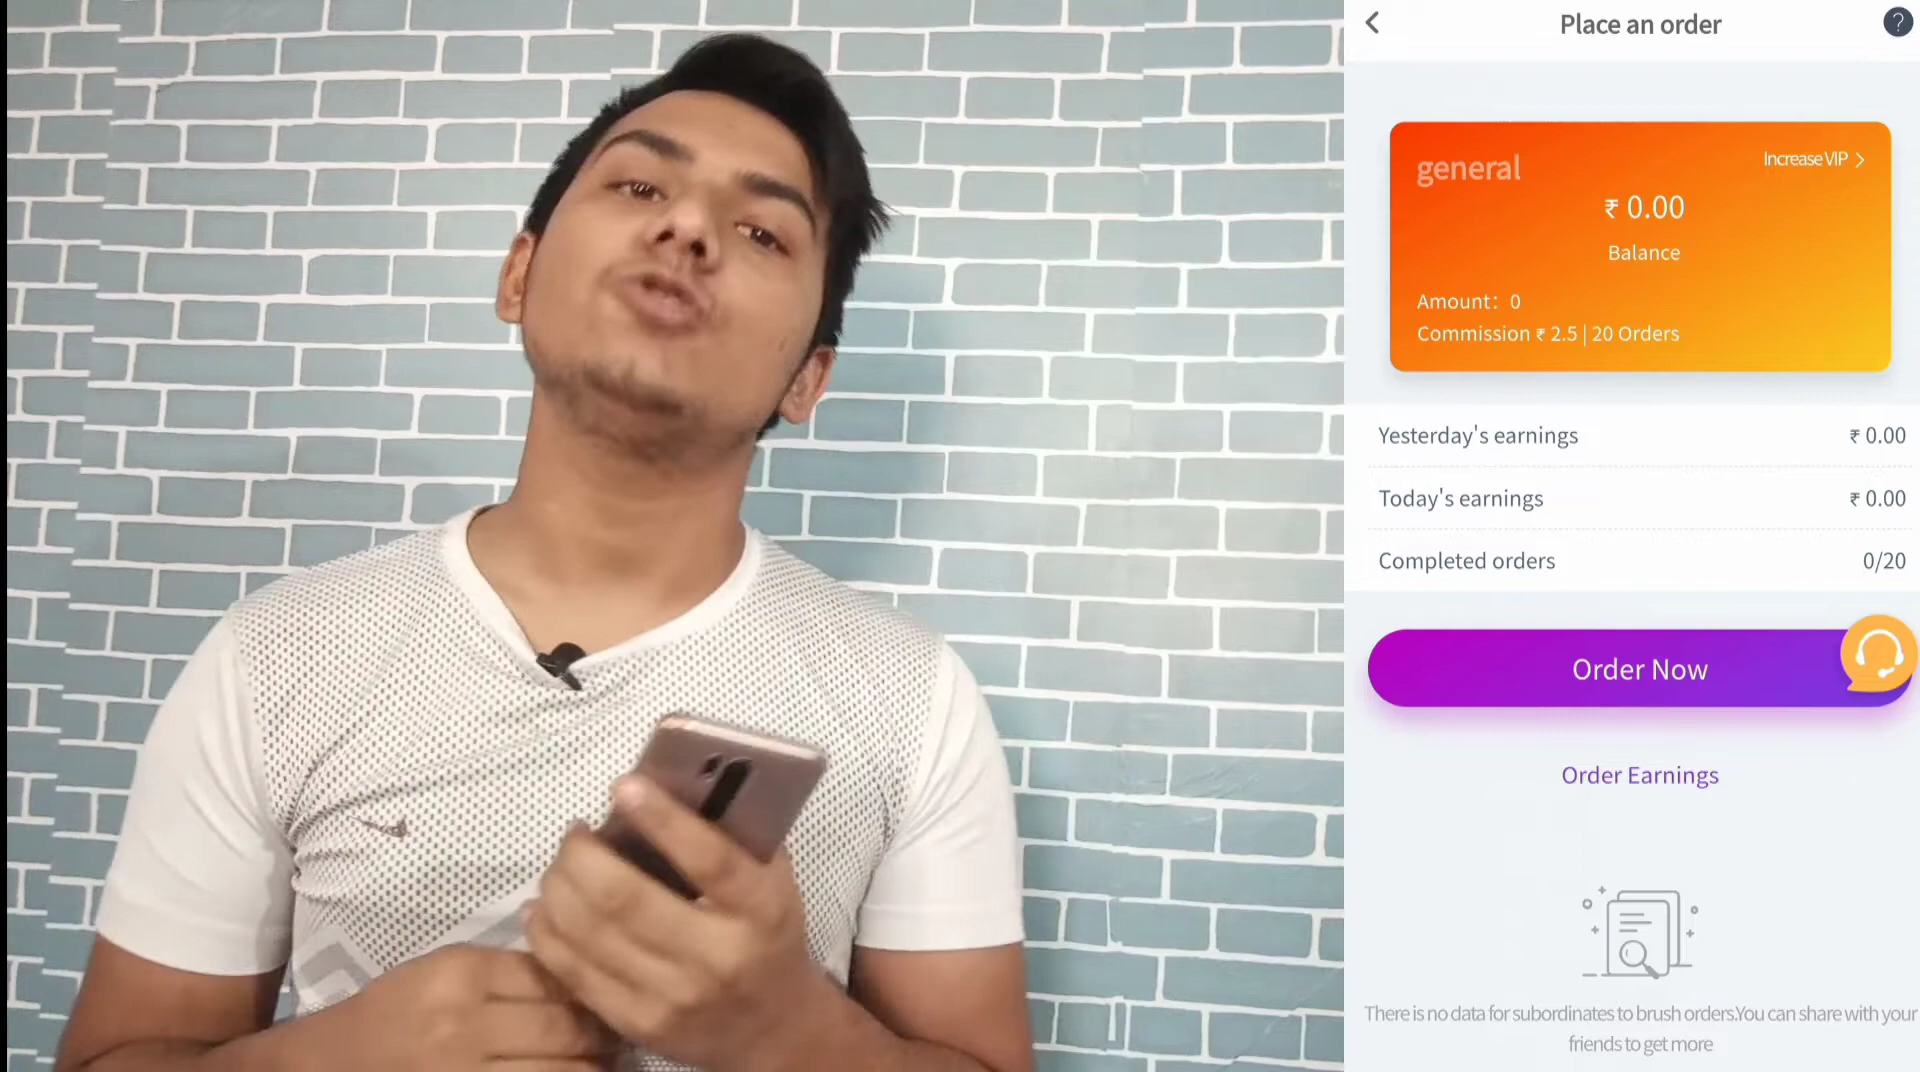 Place an order
?
general
Increase VIP >
₹ 0.00
Balance
Amount: 0
Commission ₹ 2.5 | 20 Orders
Yesterday's earnings ₹ 0.00
Today's earnings ₹ 0.00
Completed orders 0/20
Order Now
Order Earnings
There is no data for subordinates to brush orders.You can share with your
friends to get more